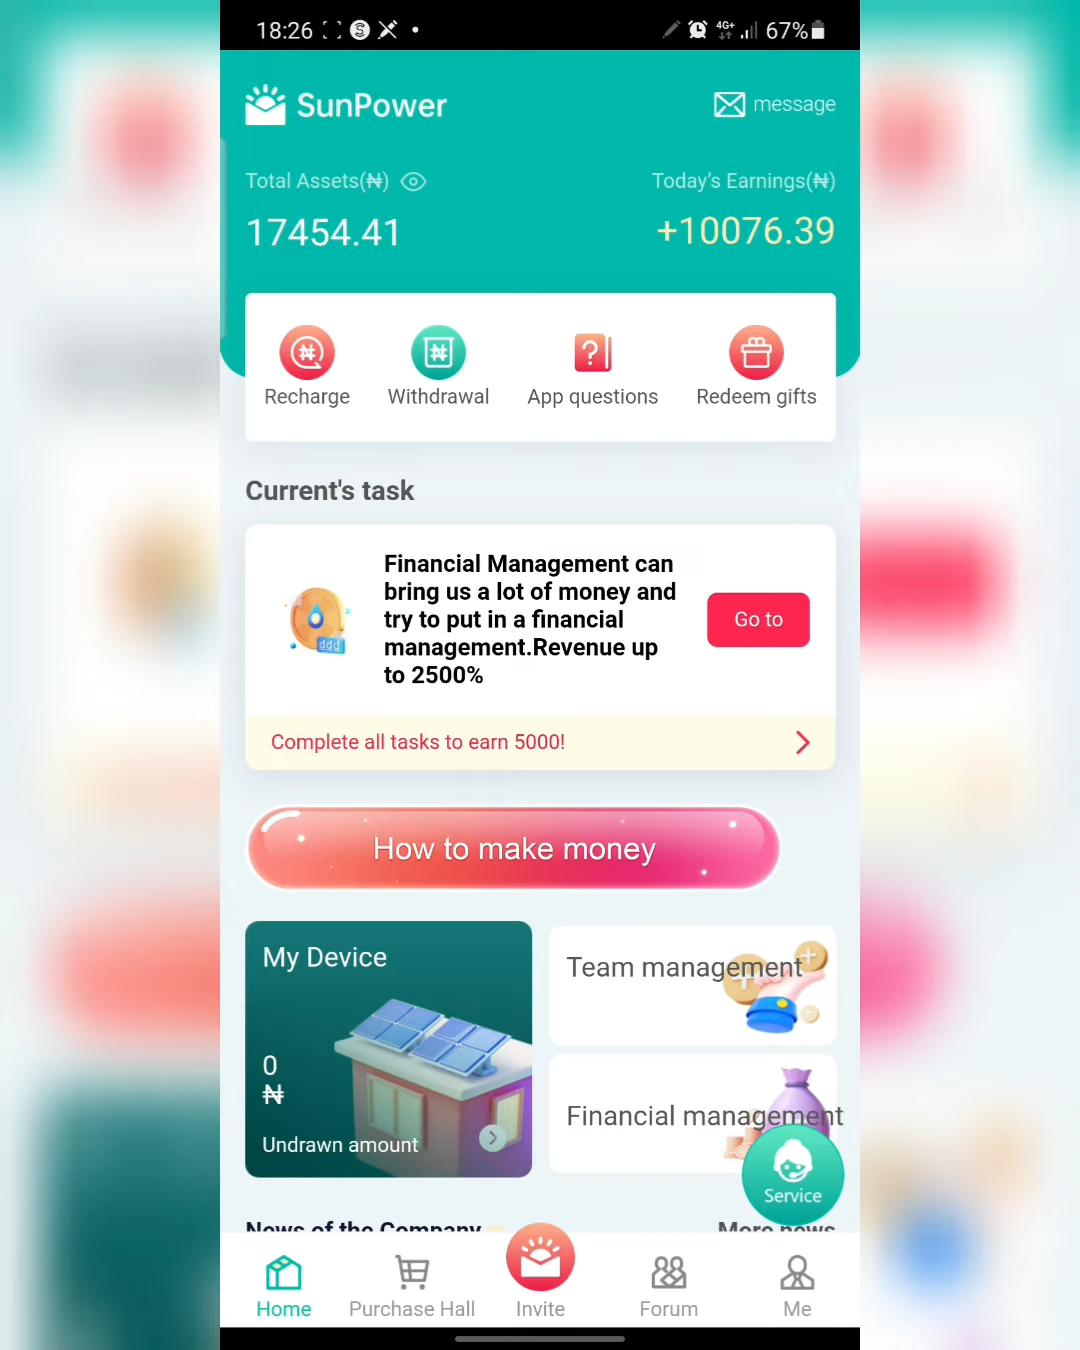 18:26
4G+
67%
SunPower
message
Total Assets(₦)
Today's Earnings(₦)
17454.41
+10076.39
Recharge
Withdrawal
App questions
Redeem gifts
Current's task
Financial Management can
bring us a lot of money and
try to put in a financial
management.Revenue up
to 2500%
Go to
Complete all tasks to earn 5000!
How to make money
My Device
Team management
0
₦
Financial management
Undrawn amount
Service
News of the Company
More news
Home
Purchase Hall
Invite
Forum
Me